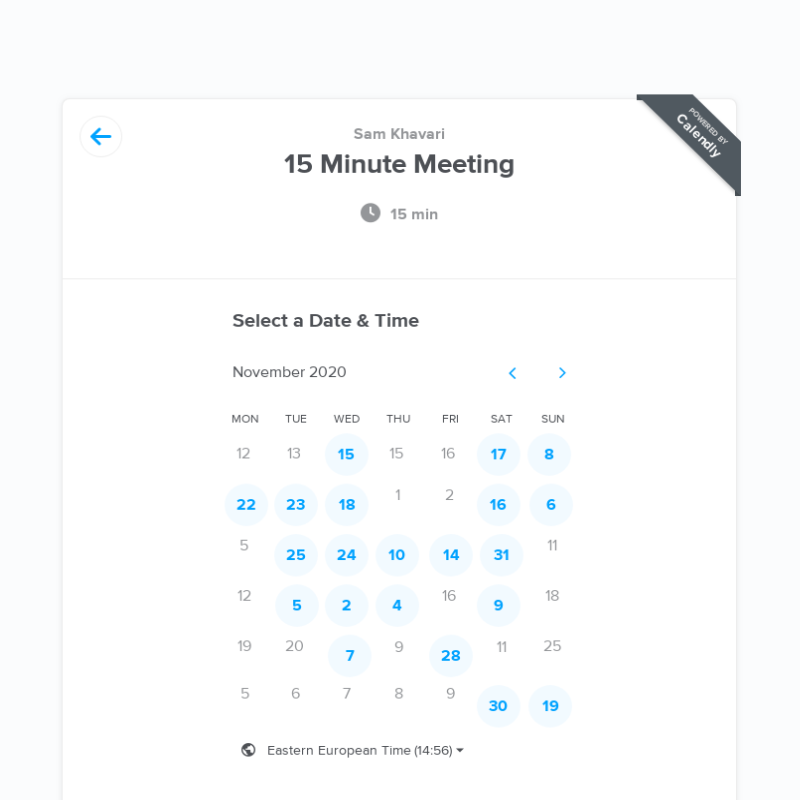 POWERED BY
Calendly
Sam Khavari
15 Minute Meeting
15 min
Select a Date & Time
November 2020
MON TUE WED THU FRI SAT SUN
12 13 15 15 16 17 8
22 23 18 1 2 16 6
5 25 24 10 14 31 11
12 5 2 4 16 9 18
19 20 7 9 28 11 25
5 6 7 8 9 30 19
Eastern European Time (14:56)